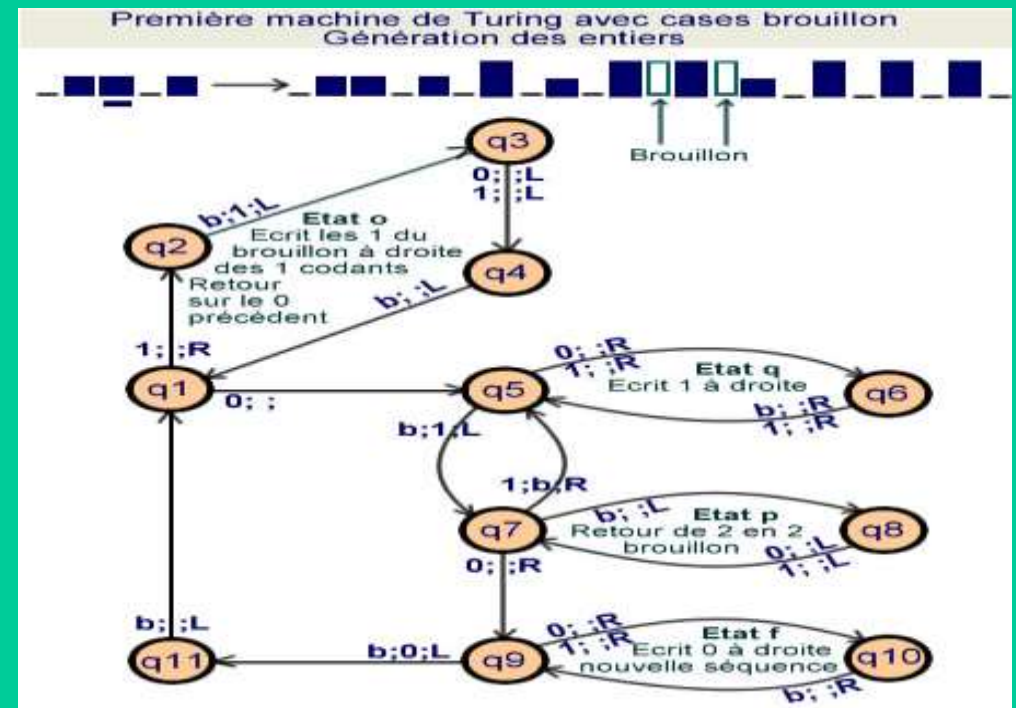 Première machine de Turing avec cases brouillon
Génération des entiers
Brouillon
q3
0; ;L
1; ;L
b;1;L
Etat o
Ecrit les 1 du
brouillon à droite
des 1 codants
Retour
sur le 0
précédent
q2
q4
b; ;L
1; ;R
q1
0; ;
q5
0; ;R
1; ;R
Etat q
Ecrit 1 à droite
q6
b; ;R
1; ;R
b;1;L
1;b;R
q7
b; ;L
Etat p
Retour de 2 en 2
brouillon
q8
0; ;L
1; ;L
0; ;R
b; ;L
q11
b;0;L
q9
0; ;R
1; ;R
Etat f
Ecrit 0 à droite
nouvelle séquence
q10
b; ;R